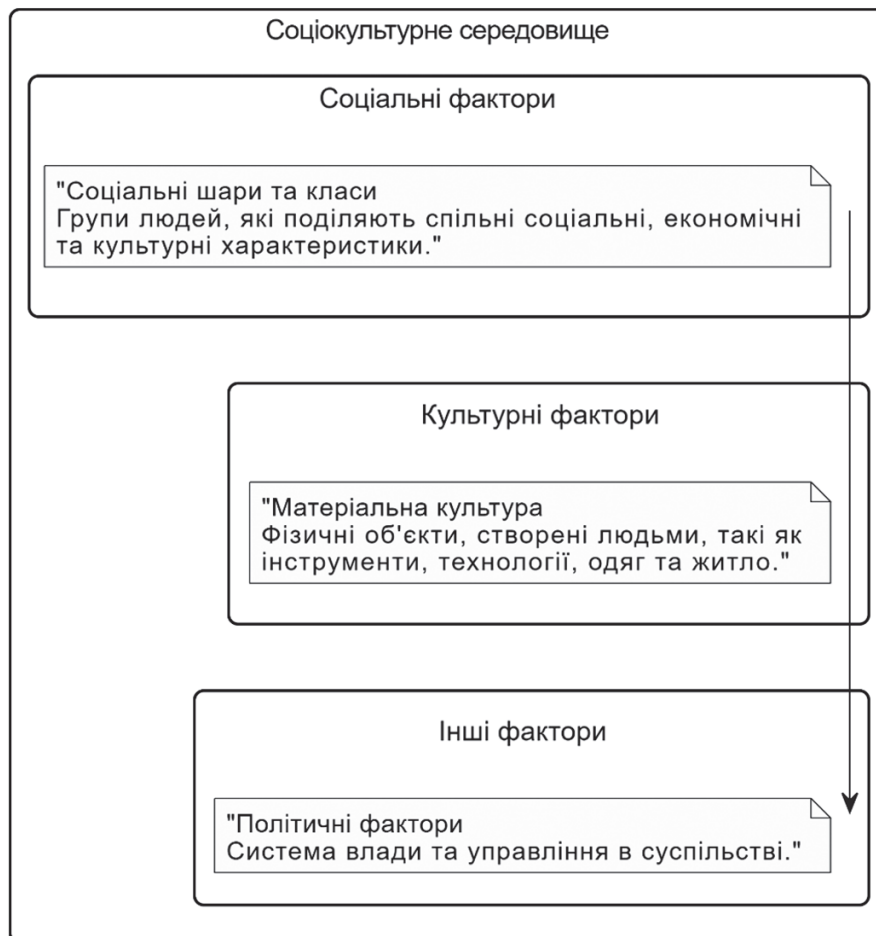 Соціокультурне середовище
Соціальні фактори
"Соціальні шари та класи
Групи людей, які поділяють спільні соціальні, економічні
та культурні характеристики."
Культурні фактори
"Матеріальна культура
Фізичні об'єкти, створені людьми, такі як
інструменти, технології, одяг та житло."
Інші фактори
"Політичні фактори
Система влади та управління в суспільстві."